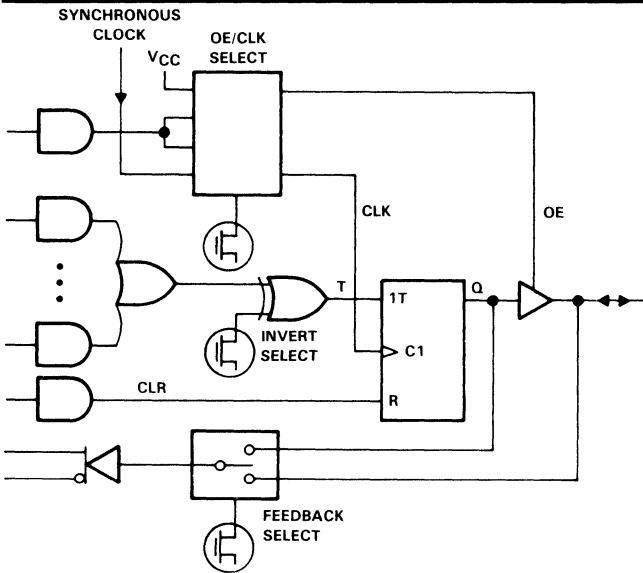 SYNCHRONOUS
CLOCK
VCC
OE/CLK
SELECT
CLK
OE
T
1T
Q
INVERT
SELECT
C1
CLR
R
FEEDBACK
SELECT